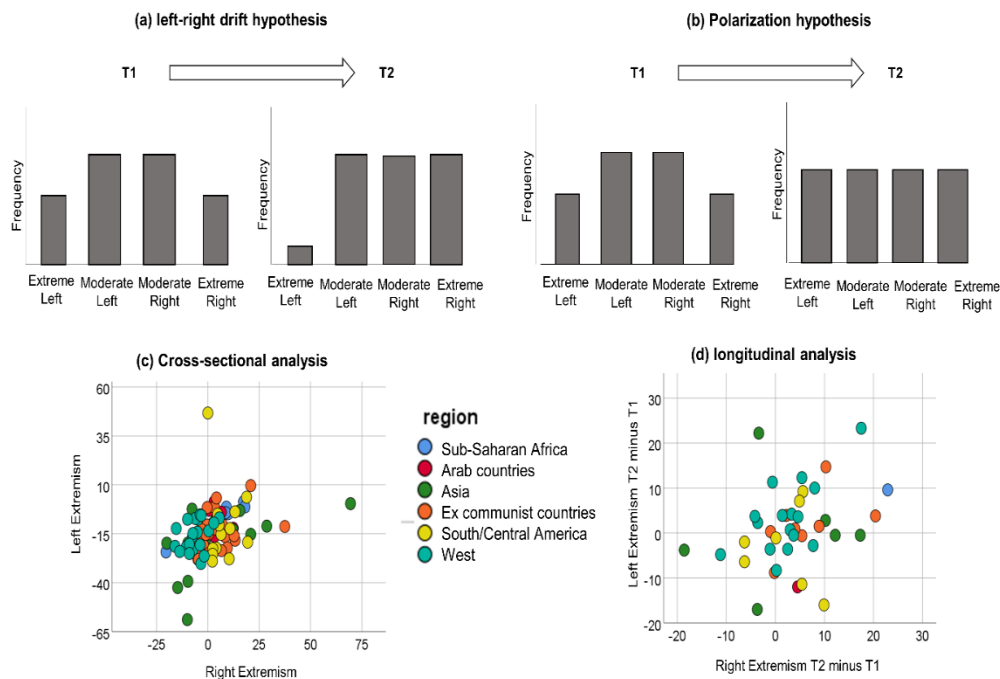 (a) left-right drift hypothesis
T1
T2
Frequency
Extreme Left
Moderate Left
Moderate Right
Extreme Right
Frequency
Extreme Left
Moderate Left
Moderate Right
Extreme Right
(b) Polarization hypothesis
T1
T2
Frequency
Extreme Left
Moderate Left
Moderate Right
Extreme Right
Frequency
Extreme Left
Moderate Left
Moderate Right
Extreme Right
(c) Cross-sectional analysis
Left Extremism
60
35
10
-15
-40
-65
-25
0
25
50
75
Right Extremism
region
Sub-Saharan Africa
Arab countries
Asia
Ex communist countries
South/Central America
West
(d) longitudinal analysis
Left Extremism T2 minus T1
30
20
10
0
-10
-20
-20
-10
0
10
20
30
Right Extremism T2 minus T1